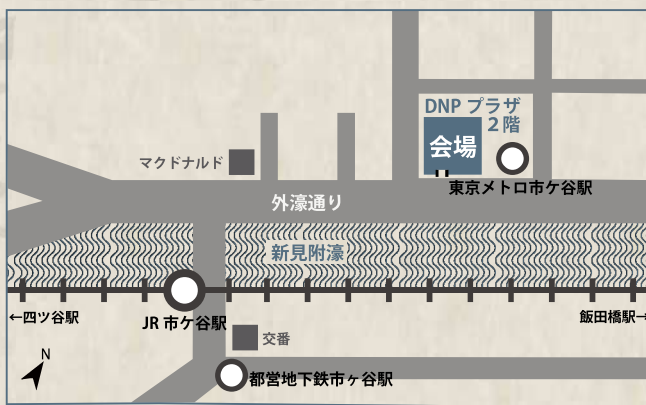 DNP プラザ
2階
会場
マクドナルド
東京メトロ市ケ谷駅
外濠通り
新見附濠
←四ツ谷駅
JR 市ケ谷駅
飯田橋駅→
交番
N
都営地下鉄市ヶ谷駅